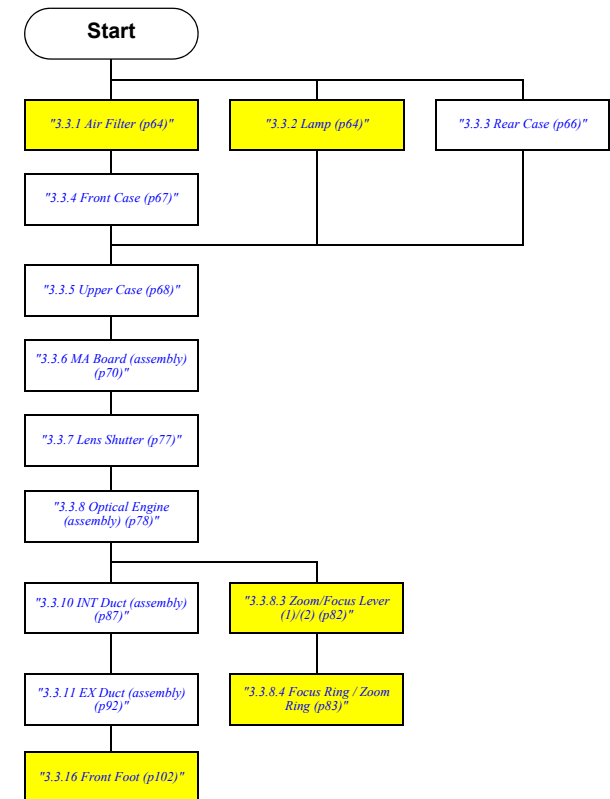 Start
"3.3.1 Air Filter (p64)"
"3.3.2 Lamp (p64)"
"3.3.3 Rear Case (p66)"
"3.3.4 Front Case (p67)"
"3.3.5 Upper Case (p68)"
"3.3.6 MA Board (assembly)
(p70)"
"3.3.7 Lens Shutter (p77)"
"3.3.8 Optical Engine
(assembly) (p78)"
"3.3.10 INT Duct (assembly)
(p87)"
"3.3.8.3 Zoom/Focus Lever
(1)/(2) (p82)"
"3.3.11 EX Duct (assembly)
(p92)"
"3.3.8.4 Focus Ring / Zoom
Ring (p83)"
"3.3.16 Front Foot (p102)"